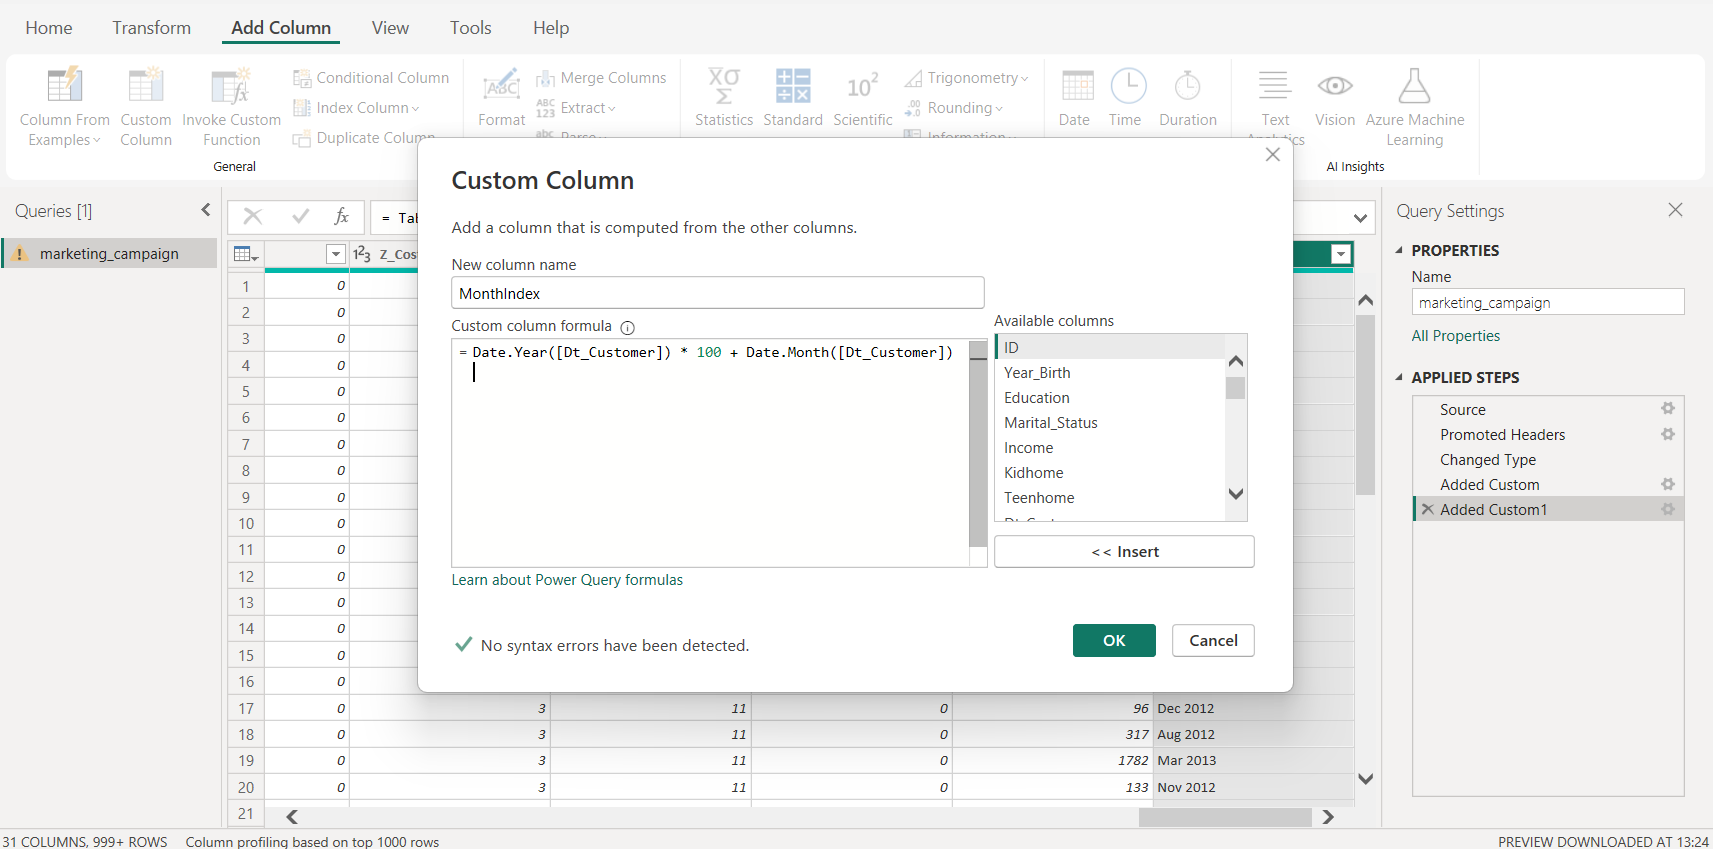 Home Transform Add Column View Tools Help
Column From Examples
Custom Column
Invoke Custom Function
Conditional Column
Index Column
Duplicate Column
General
Format
Merge Columns
ABC 123 Extract
abc Parse
Statistics
Standard
10² Scientific
Trigonometry
.00 Rounding
Information
Date
Time
Duration
Text Analytics
Vision
Azure Machine Learning
AI Insights
Queries [1]
marketing_campaign
fx = Tab
1²3 Z_Cos
Custom Column
Add a column that is computed from the other columns.
New column name
MonthIndex
Custom column formula
= Date.Year([Dt_Customer]) * 100 + Date.Month([Dt_Customer])
Available columns
ID
Year_Birth
Education
Marital_Status
Income
Kidhome
Teenhome
<< Insert
Learn about Power Query formulas
No syntax errors have been detected.
OK Cancel
1 0
2 0
3 0
4 0
5 0
6 0
7 0
8 0
9 0
10 0
11 0
12 0
13 0
14 0
15 0
16 0
17 0 3 11 0 96 Dec 2012
18 0 3 11 0 317 Aug 2012
19 0 3 11 0 1782 Mar 2013
20 0 3 11 0 133 Nov 2012
21
Query Settings
PROPERTIES
Name
marketing_campaign
All Properties
APPLIED STEPS
Source
Promoted Headers
Changed Type
Added Custom
Added Custom1
31 COLUMNS, 999+ ROWS Column profiling based on top 1000 rows
PREVIEW DOWNLOADED AT 13:24